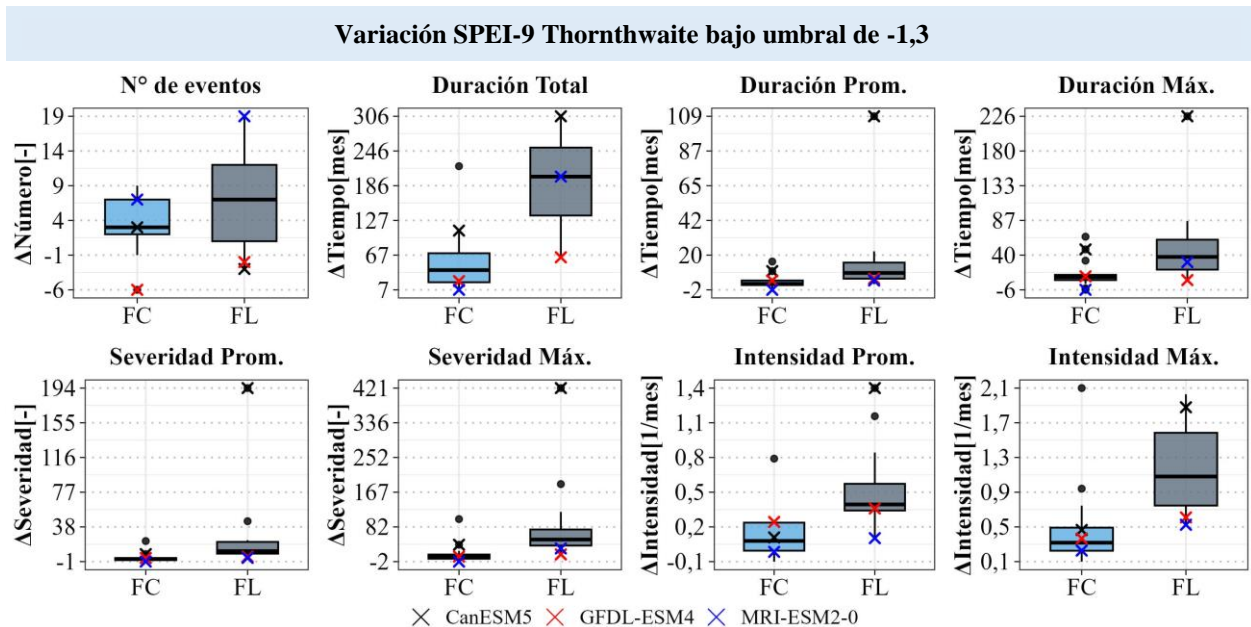 Variación SPEI-9 Thornthwaite bajo umbral de -1,3
N° de eventos
ΔNúmero[-]
19
14
9
4
-1
-6
FC FL
Duración Total
ΔTiempo[mes]
306
246
186
127
67
7
FC FL
Duración Prom.
ΔTiempo[mes]
109
87
65
42
20
-2
FC FL
Duración Máx.
ΔTiempo[mes]
226
180
133
87
40
-6
FC FL
Severidad Prom.
ΔSeveridad[-]
194
155
116
77
38
-1
FC FL
Severidad Máx.
ΔSeveridad[-]
421
336
252
167
82
-2
FC FL
Intensidad Prom.
ΔIntensidad[1/mes]
1,4
1,1
0,8
0,5
0,2
-0,1
FC FL
Intensidad Máx.
ΔIntensidad[1/mes]
2,1
1,7
1,3
0,9
0,5
0,1
FC FL
CanESM5 GFDL-ESM4 MRI-ESM2-0